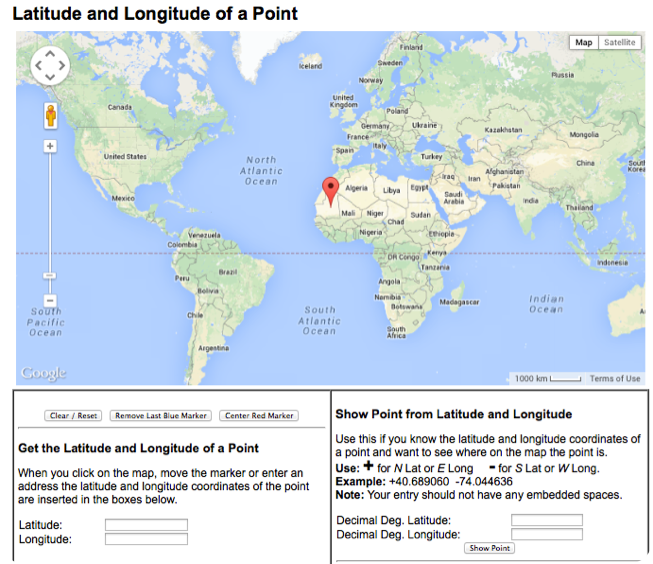 Latitude and Longitude of a Point
Map Satellite
Finland
Iceland
Sweden
Russia
Norway
United
Kingdom
Canada
Poland
Germany
Ukraine
Kazakhstan
Mongolia
France
Italy
Spain
United States
North
Atlantic
Ocean
Turkey
China
South
Korea
Afghanistan
Iraq
Iran
Pakistan
Algeria
Libya
Egypt
Saudi
Arabia
India
Mexico
Thailand
Mali
Niger
Chad
Sudan
Nigeria
Ethiopia
Venezuela
Colombia
DR Congo
Kenya
Tanzania
Indonesia
Brazil
Peru
Bolivia
Angola
Namibia
Botswana
Madagascar
Indian
Ocean
South
Pacific
Ocean
Chile
South
Atlantic
Ocean
South
Africa
Argentina
Google
1000 km
Terms of Use
Clear / Reset
Remove Last Blue Marker
Center Red Marker
Get the Latitude and Longitude of a Point
When you click on the map, move the marker or enter an
address the latitude and longitude coordinates of the point
are inserted in the boxes below.
Latitude:
Longitude:
Show Point from Latitude and Longitude
Use this if you know the latitude and longitude coordinates of
a point and want to see where on the map the point is.
Use: + for N Lat or E Long - for S Lat or W Long.
Example: +40.689060 -74.044636
Note: Your entry should not have any embedded spaces.
Decimal Deg. Latitude:
Decimal Deg. Longitude:
Show Point